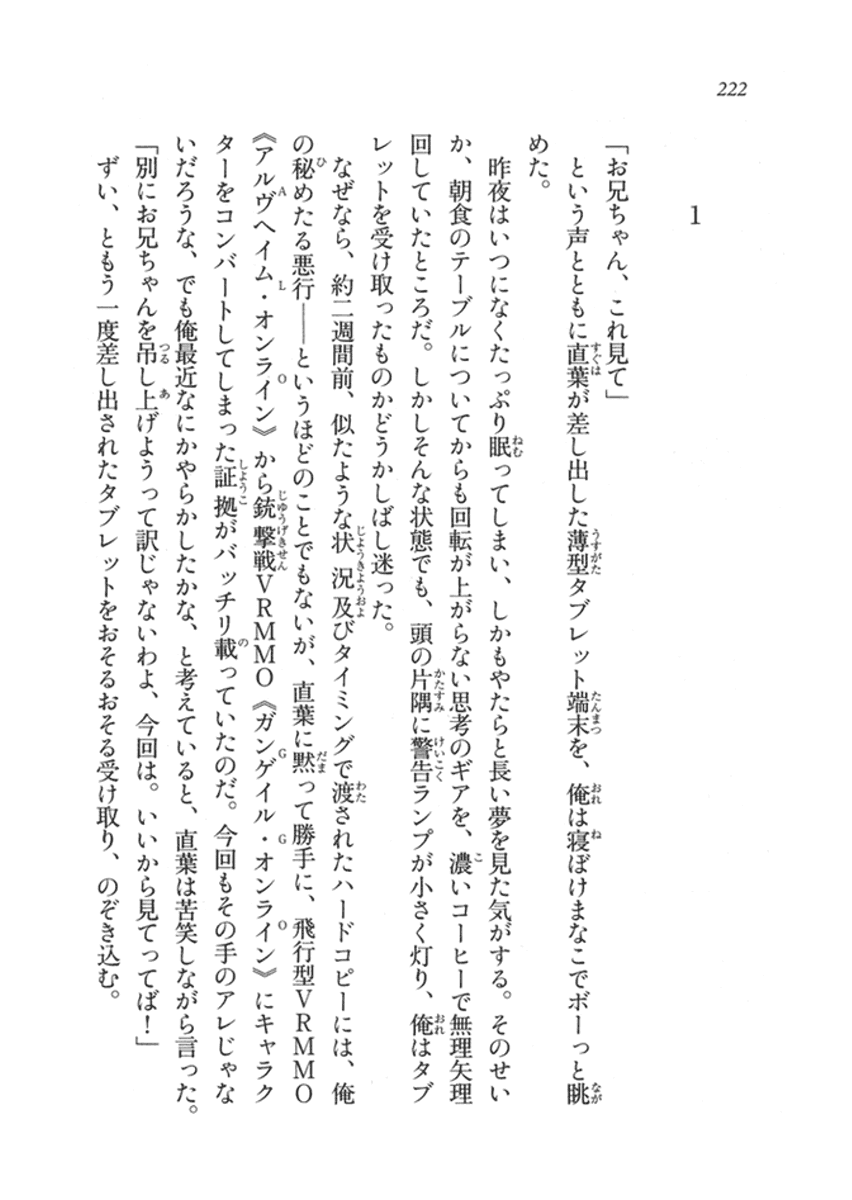 222
1
「お兄ちゃん、これ見て」
という声とともに直葉が差し出した薄型タブレット端末を、俺は寝ぼけまなこでボーっと眺
めた。
昨夜はいつになくたっぷり眠ってしまい、しかもやたらと長い夢を見た気がする。そのせい
か、朝食のテーブルについてからも回転が上がらない思考のギアを、濃いコーヒーで無理矢理
回していたところだ。しかしそんな状態でも、頭の片隅に警告ランプが小さく灯り、俺はタブ
レットを受け取ったものかどうかしばし迷った。
なぜなら、約二週間前、似たような状況及びタイミングで渡されたハードコピーには、俺
の秘めたる悪行――というほどのことでもないが、直葉に黙って勝手に、飛行型ＶＲＭＭＯ
《アルヴヘイム・オンライン》から銃撃戦ＶＲＭＭＯ《ガンゲイル・オンライン》にキャラク
ターをコンバートしてしまった証拠がバッチリ載っていたのだ。今回もその手のアレじゃな
いだろうな、でも俺最近なにかやらかしたかな、と考えていると、直葉は苦笑しながら言った。
「別にお兄ちゃんを吊し上げようって訳じゃないわよ、今回は。いいから見てってば！」
ずい、ともう一度差し出されたタブレットをおそるおそる受け取り、のぞき込む。